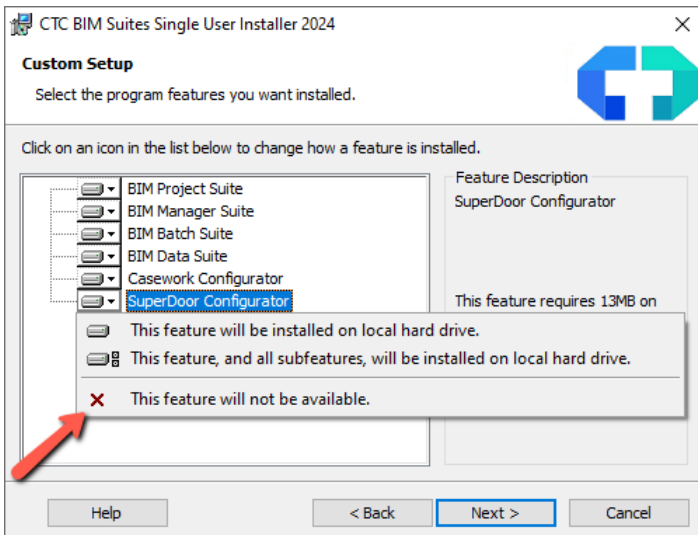 CTC BIM Suites Single User Installer 2024
Custom Setup
Select the program features you want installed.
Click on an icon in the list below to change how a feature is installed.
BIM Project Suite
BIM Manager Suite
BIM Batch Suite
BIM Data Suite
Casework Configurator
SuperDoor Configurator
Feature Description
SuperDoor Configurator
This feature requires 13MB on
This feature will be installed on local hard drive.
This feature, and all subfeatures, will be installed on local hard drive.
This feature will not be available.
Help
< Back
Next >
Cancel